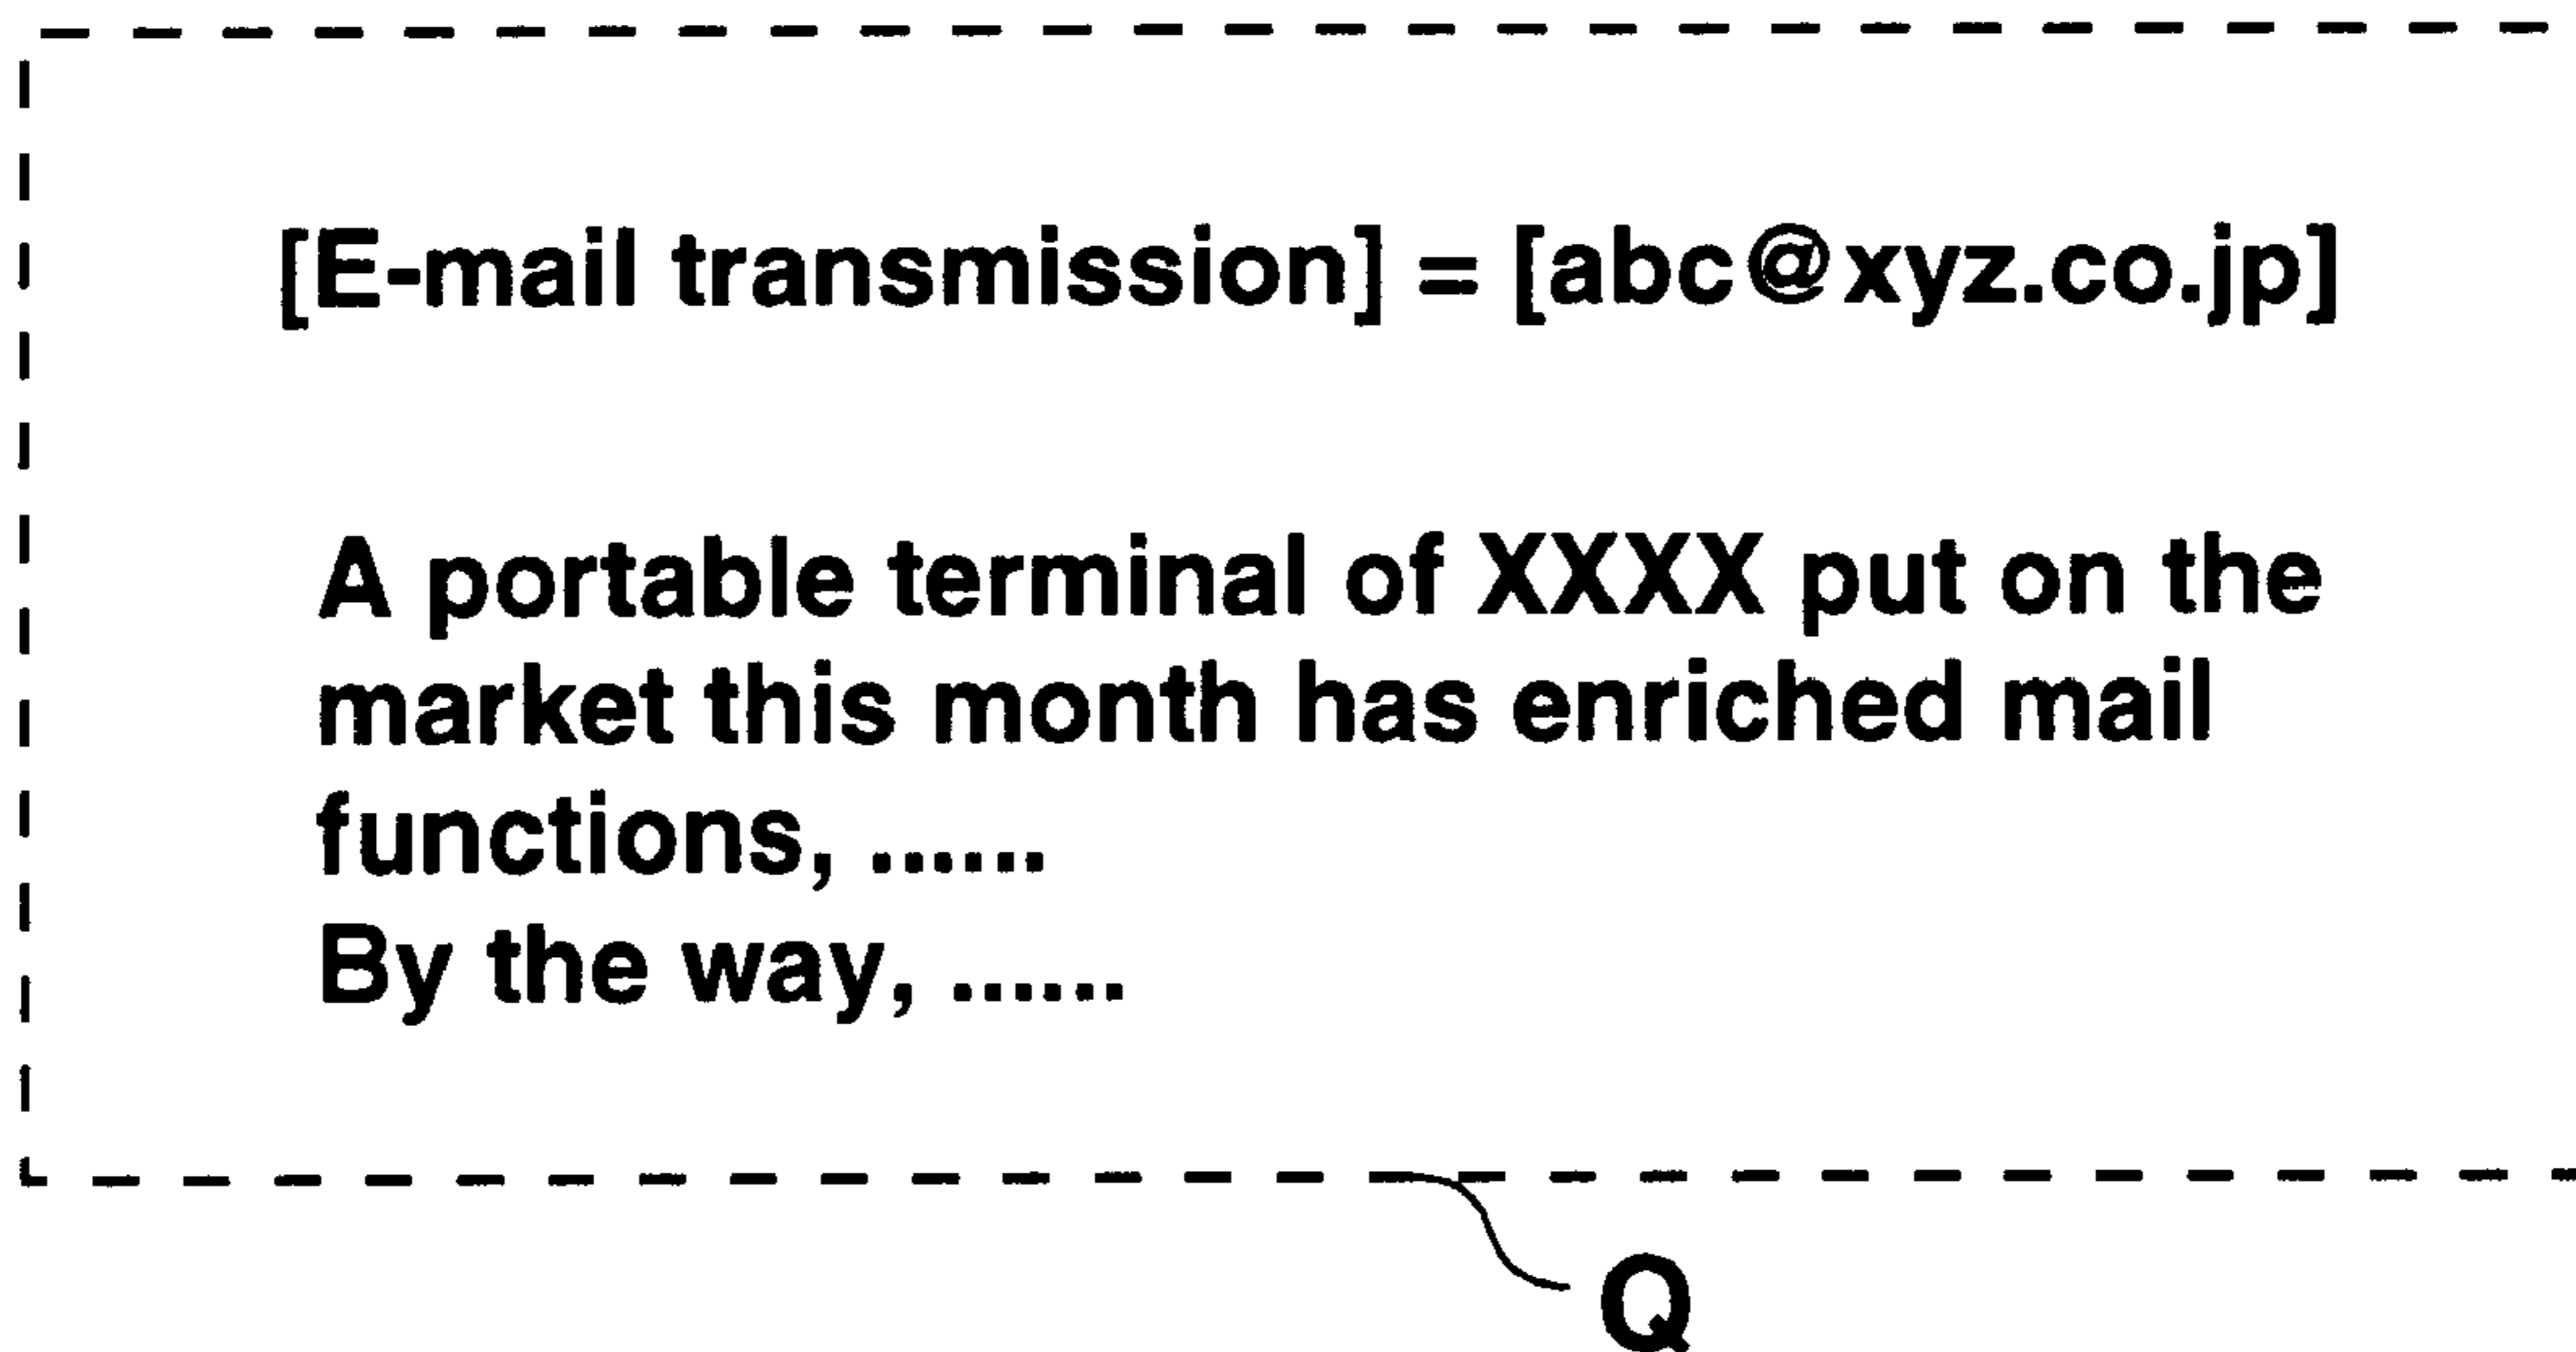 [E-mail transmission] = [abc@xyz.co.jp]
A portable terminal of XXXX put on the
market this month has enriched mail
functions, ......
By the way, ......
Q